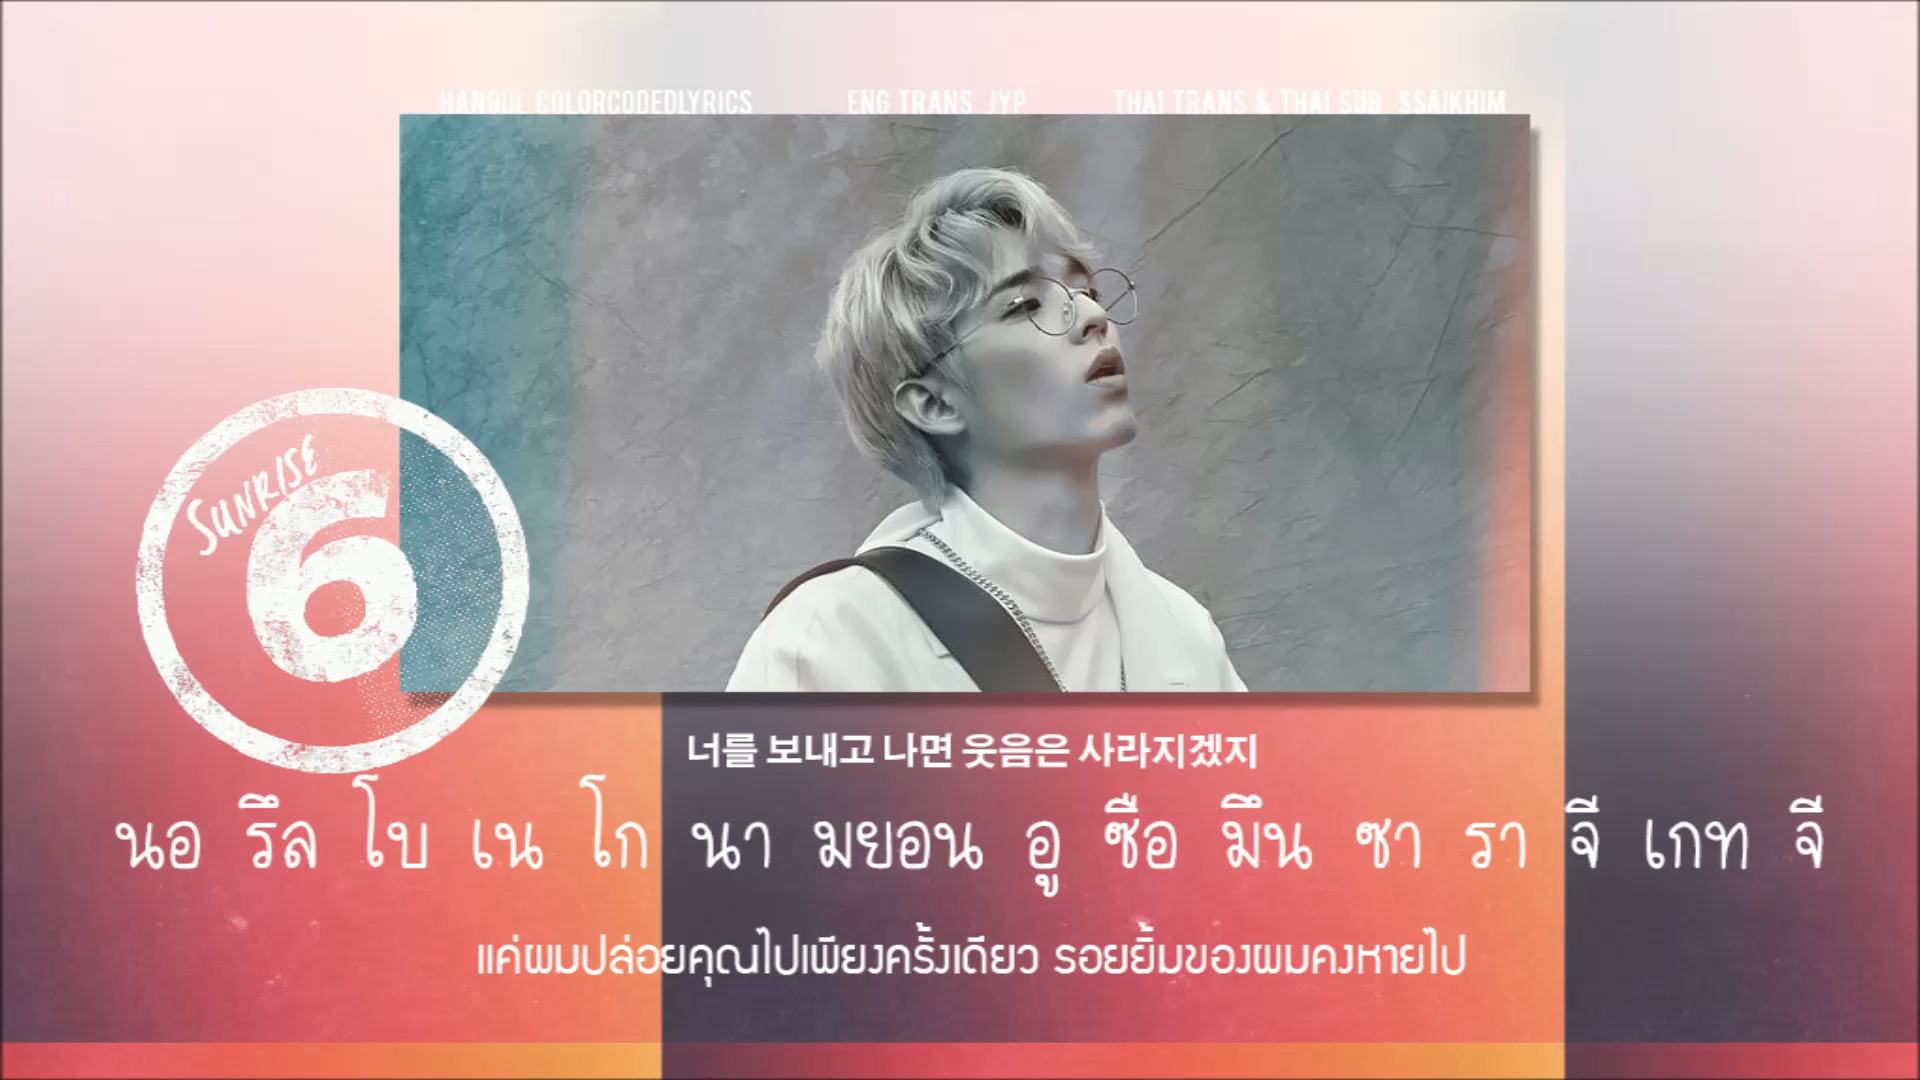 HANGUL COLORCODEDLYRICS ENG TRANS JYP THAI TRANS & THAI SUB SSAIKHIM
SUNRISE
6
너를 보내고 나면 웃음은 사라지겠지
นอ รึล โบ เน โก นา มยอน อู ซือ มึน ซา รา จี เกท จี
แค่ผมปล่อยคุณไปเพียงครั้งเดียว รอยยิ้มของผมคงหายไป